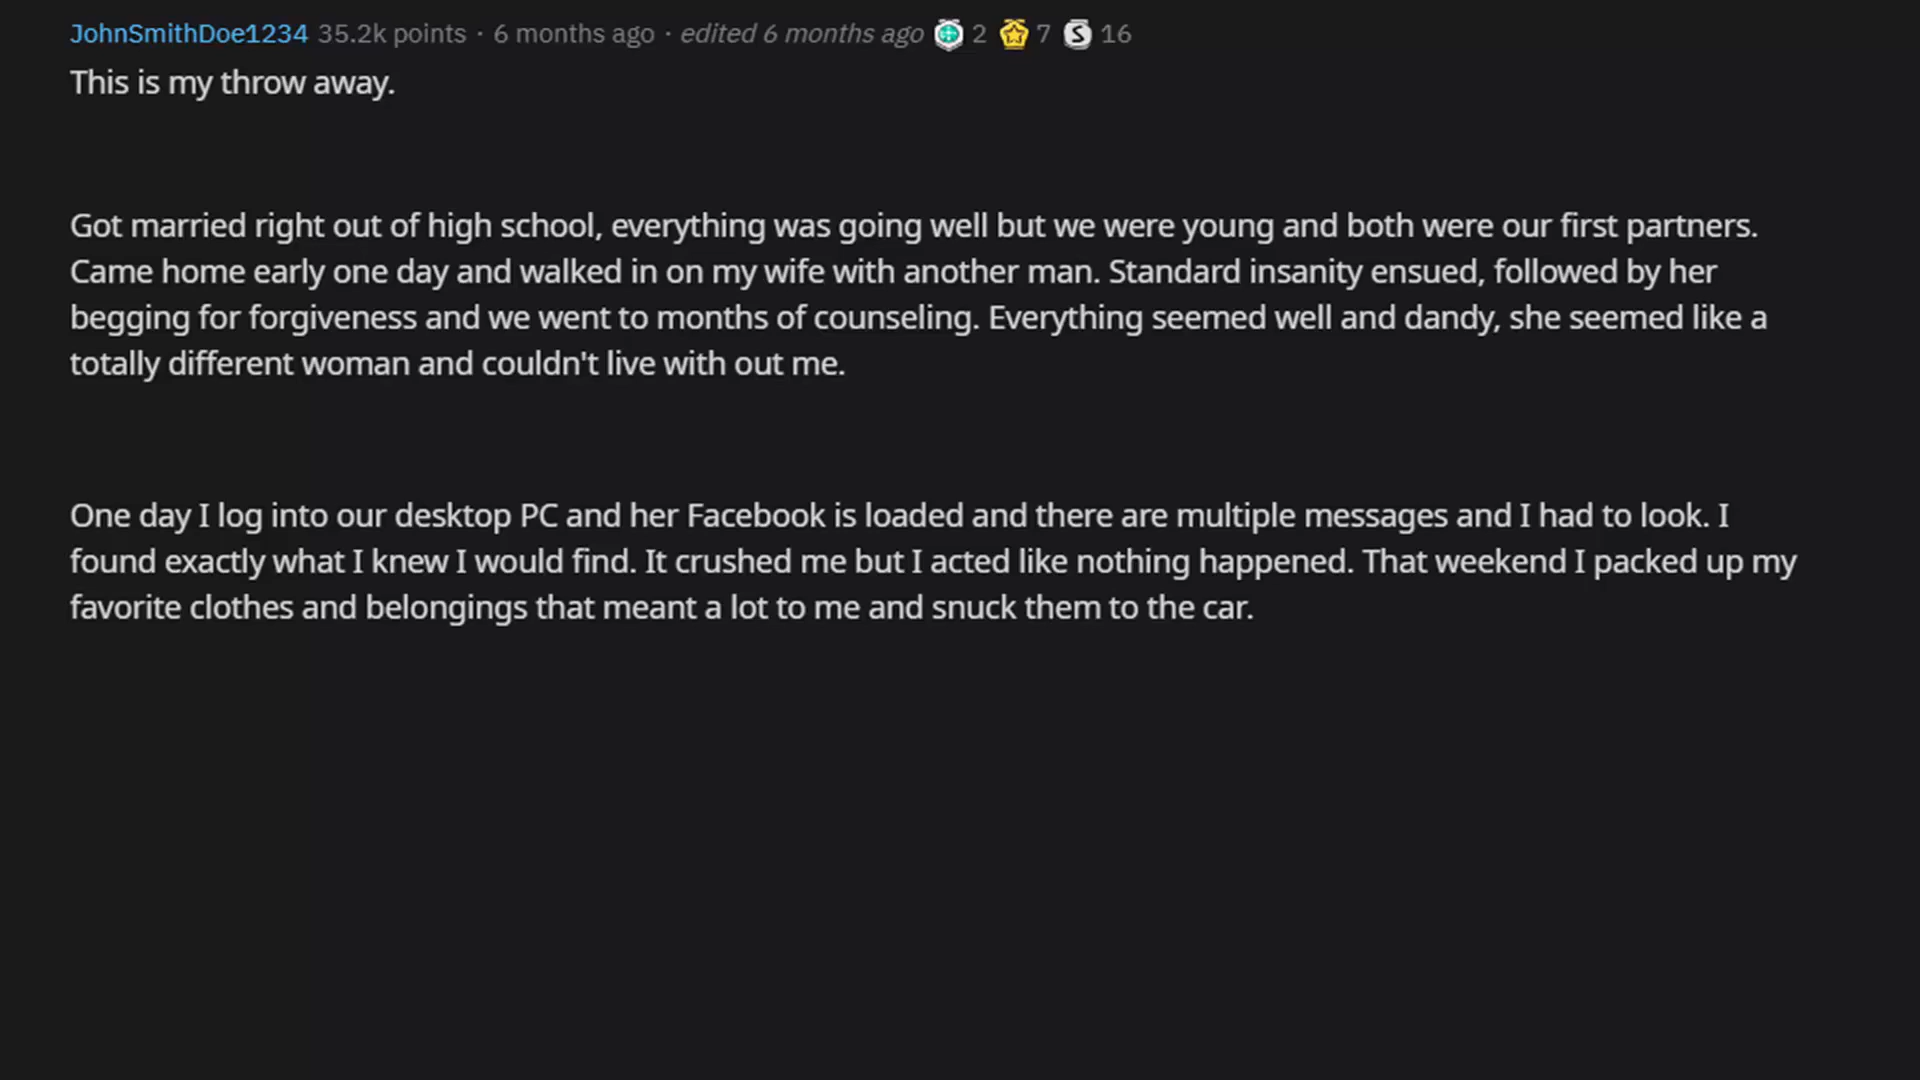 JohnSmithDoe1234 35.2k points · 6 months ago · edited 6 months ago 2 7 S 16
This is my throw away.
Got married right out of high school, everything was going well but we were young and both were our first partners.
Came home early one day and walked in on my wife with another man. Standard insanity ensued, followed by her
begging for forgiveness and we went to months of counseling. Everything seemed well and dandy, she seemed like a
totally different woman and couldn't live with out me.
One day I log into our desktop PC and her Facebook is loaded and there are multiple messages and I had to look. I
found exactly what I knew I would find. It crushed me but I acted like nothing happened. That weekend I packed up my
favorite clothes and belongings that meant a lot to me and snuck them to the car.